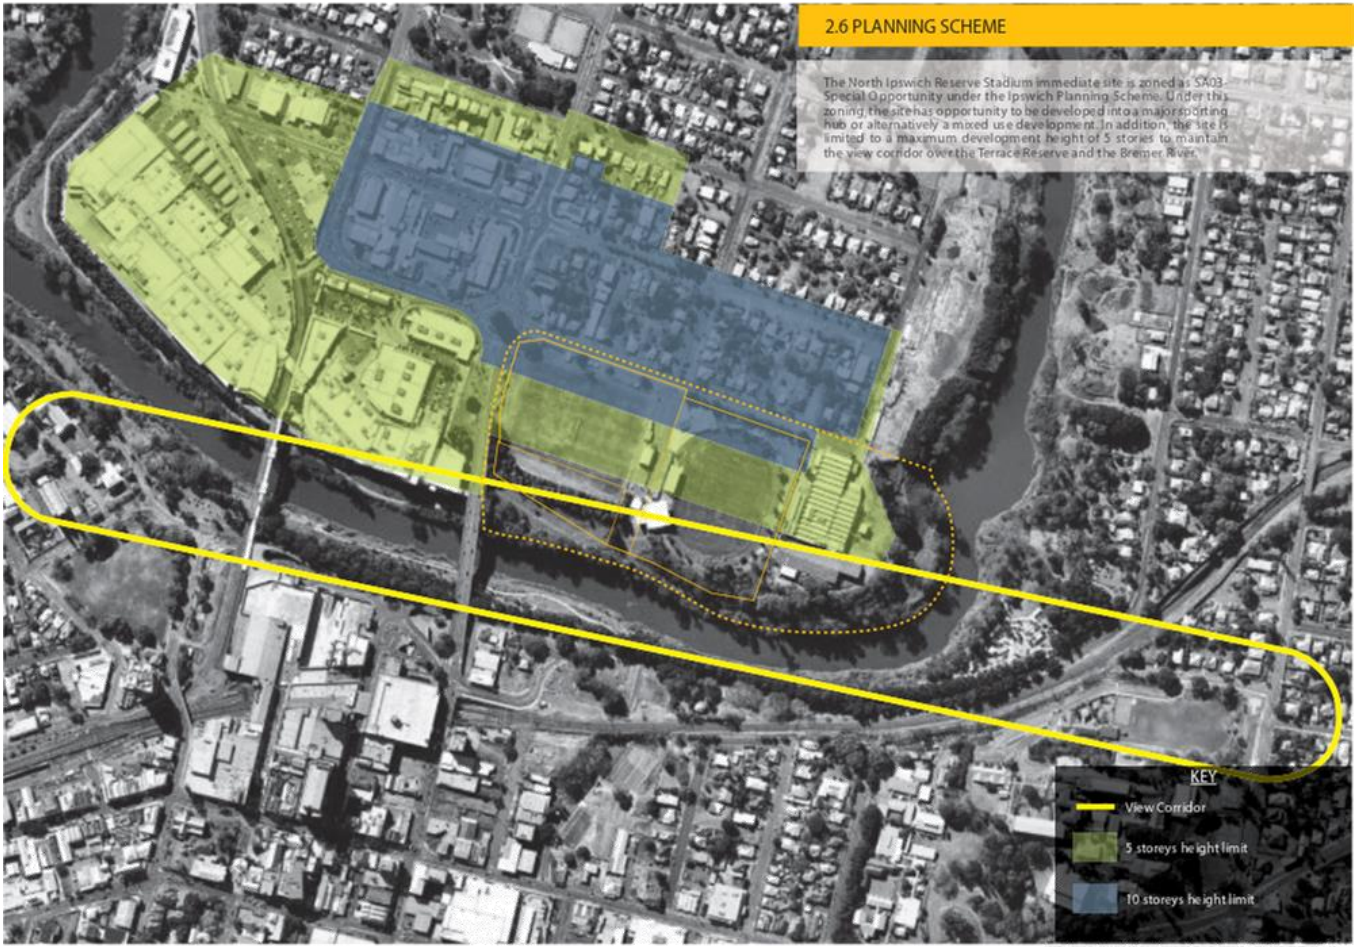 2.6 PLANNING SCHEME
The North Ipswich Reserve Stadium immediate site is zoned as SA03-
Special Opportunity under the Ipswich Planning Scheme. Under this
zoning, the site has opportunity to be developed into a major sporting
hub or alternatively a mixed use development. In addition, the site is
limited to a maximum development height of 5 stories to maintain
the view corridor over the Terrace Reserve and the Bremer River.
KEY
View Corridor
5 storeys height limit
10 storeys height limit